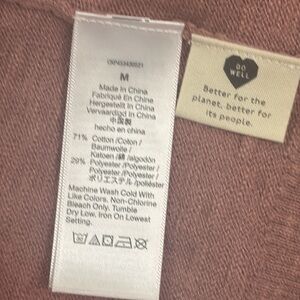 M
Made In China
Fabriqué En Chine
Hergestellt In China
Vervaardigd In China
中国製
hecho en china
71% Cotton /Coton /
Baumwolle /
Katoen /綿 /algodón
29% Polyester /Polyester /
Polyester /Polyester /
ポリエステル /poliéster
Machine Wash Cold With
Like Colors. Non-Chlorine
Bleach Only. Tumble
Dry Low. Iron On Lowest
Setting.
DO
WELL
Better for the
planet, better for
its people.